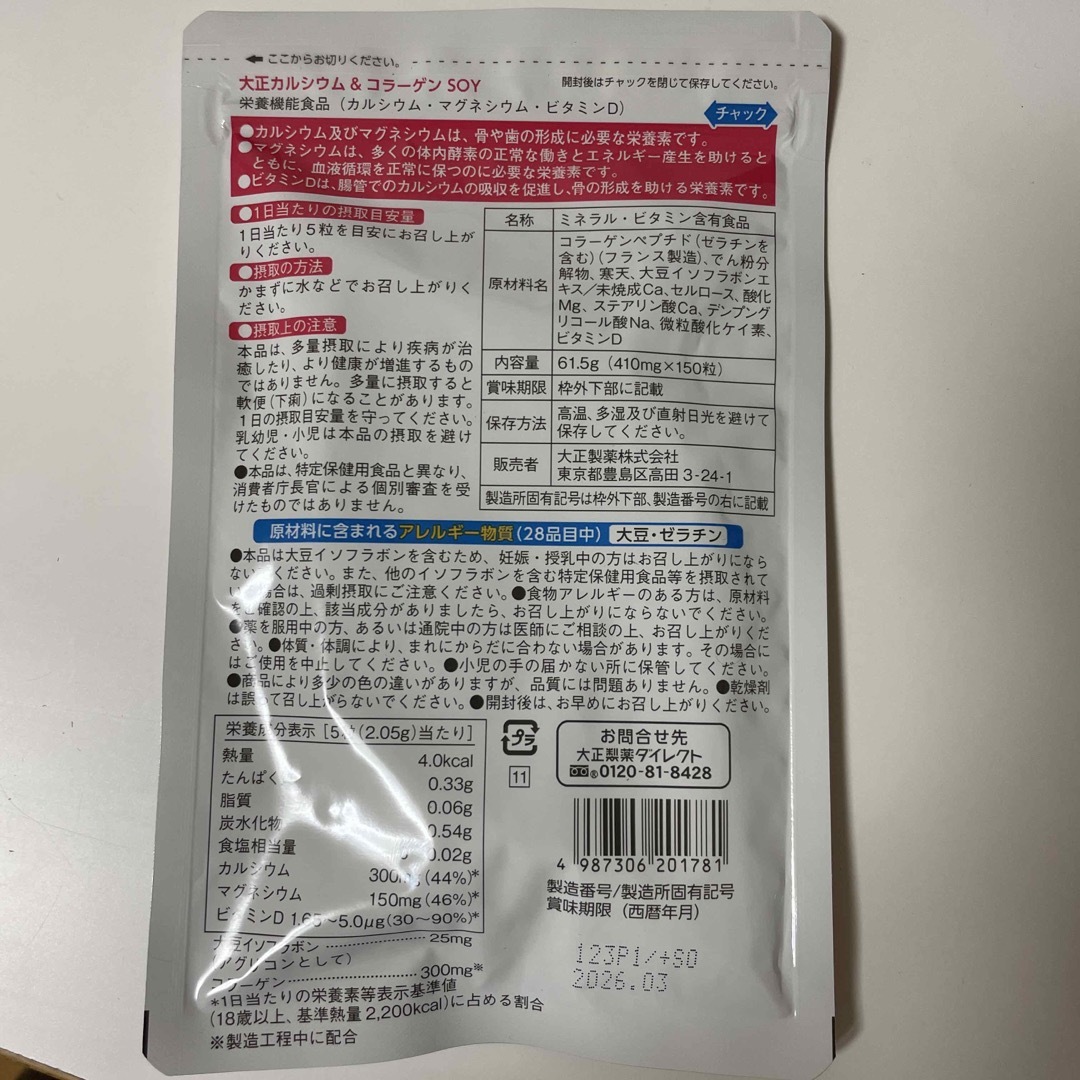 ここからお切りください。
大正カルシウム&コラーゲン SOY
開封後はチャックを閉じて保存してください。
栄養機能食品(カルシウム・マグネシウム・ビタミンD)
チャック
●カルシウム及びマグネシウムは、骨や歯の形成に必要な栄養素です。
●マグネシウムは、多くの体内酵素の正常な働きとエネルギー産生を助けると
ともに、血液循環を正常に保つのに必要な栄養素です。
●ビタミンDは、腸管でのカルシウムの吸収を促進し、骨の形成を助ける栄養素です。
●1日当たりの摂取目安量
1日当たり5粒を目安にお召し上が
りください。
●摂取の方法
かまずに水などでお召し上がりくだ
さい。
●摂取上の注意
本品は、多量摂取により疾病が治
癒したり、より健康が増進するもの
ではありません。多量に摂取すると
軟便(下痢)になることがあります。
1日の摂取目安量を守ってください。
乳幼児・小児は本品の摂取を避け
てください。
●本品は、特定保健用食品と異なり、
消費者庁長官による個別審査を受
けたものではありません。
名称 ミネラル・ビタミン含有食品
原材料名 コラーゲンペプチド(ゼラチンを
含む)(フランス製造)、でん粉分
解物、寒天、大豆イソフラボンエ
キス/未焼成Ca、セルロース、酸化
Mg、ステアリン酸Ca、デンプング
リコール酸Na、微粒酸化ケイ素、
ビタミンD
内容量 61.5g(410mg×150粒)
賞味期限 枠外下部に記載
保存方法 高温、多湿及び直射日光を避けて
保存してください。
販売者 大正製薬株式会社
東京都豊島区高田 3-24-1
製造所固有記号は枠外下部、製造番号の右に記載
原材料に含まれるアレルギー物質(28品目中) 大豆・ゼラチン
●本品は大豆イソフラボンを含むため、妊娠・授乳中の方はお召し上がりになら
ないでください。また、他のイソフラボンを含む特定保健用食品等を摂取されて
いる場合は、過剰摂取にご注意ください。●食物アレルギーのある方は、原材料
をご確認の上、該当成分がありましたら、お召し上がりにならないでください。
●薬を服用中の方、あるいは通院中の方は医師にご相談の上、お召し上がりくだ
さい。●体質・体調により、まれにからだに合わない場合があります。その場合に
はご使用を中止してください。●小児の手の届かない所に保管してください。
●商品により多少の色の違いがありますが、品質には問題ありません。●乾燥剤
は誤って召し上がらないでください。●開封後は、お早めにお召し上がりください。
栄養成分表示[5粒(2.05g)当たり]
熱量 4.0kcal
たんぱく 0.33g
脂質 0.06g
炭水化物 0.54g
食塩相当量 0.02g
カルシウム 300mg(44%)*
マグネシウム 150mg(46%)*
ビタミンD 1.65~5.0μg(30~90%)*
大豆イソフラボン 25mg
(アグリコンとして)
コラーゲン 300mg※
*1日当たりの栄養素等表示基準値
(18歳以上、基準熱量2,200kcal)に占める割合
※製造工程中に配合
プラ
11
お問合せ先
大正製薬ダイレクト
0120-81-8428
4 987306 201781
製造番号/製造所固有記号
賞味期限(西暦年月)
123P1/+SO
2026.03